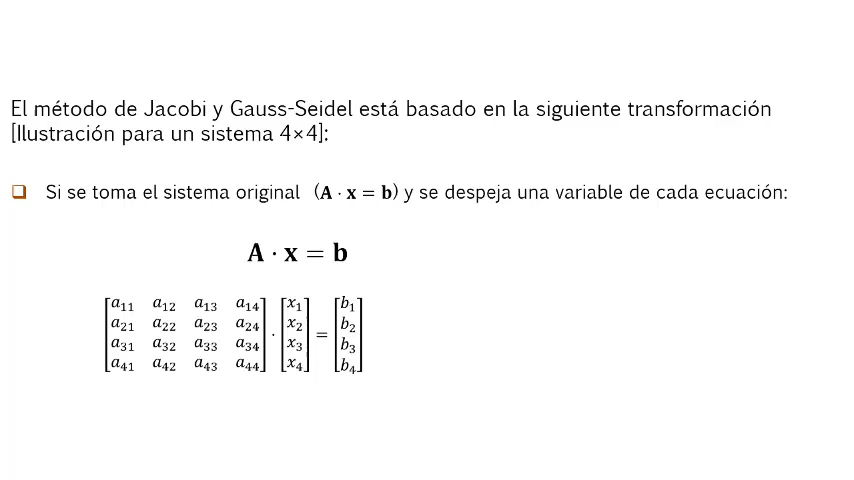 El método de Jacobi y Gauss-Seidel está basado en la siguiente transformación
[Ilustración para un sistema 4×4]:
❑ Si se toma el sistema original (𝐀 · 𝐱 = 𝐛) y se despeja una variable de cada ecuación:
𝐀 · 𝐱 = 𝐛
[a₁₁ a₁₂ a₁₃ a₁₄] [x₁] [b₁]
[a₂₁ a₂₂ a₂₃ a₂₄] · [x₂] = [b₂]
[a₃₁ a₃₂ a₃₃ a₃₄] [x₃] [b₃]
[a₄₁ a₄₂ a₄₃ a₄₄] [x₄] [b₄]